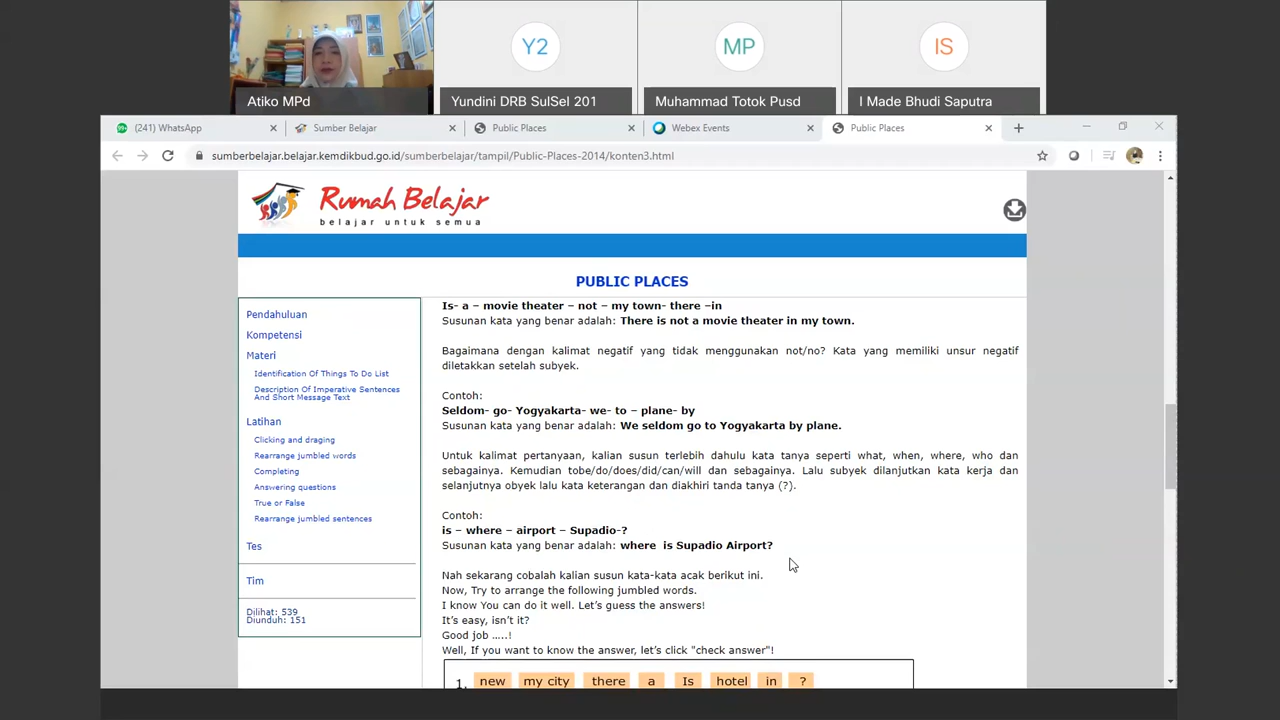 Atiko MPd
Y2
Yundini DRB SulSel 201
MP
Muhammad Totok Pusd
IS
I Made Bhudi Saputra
(241) WhatsApp
Sumber Belajar
Public Places
Webex Events
Public Places
sumberbelajar.belajar.kemdikbud.go.id/sumberbelajar/tampil/Public-Places-2014/konten3.html
Rumah Belajar
belajar untuk semua
PUBLIC PLACES
Pendahuluan
Kompetensi
Materi
Identification Of Things To Do List
Description Of Imperative Sentences
And Short Message Text
Latihan
Clicking and draging
Rearrange jumbled words
Completing
Answering questions
True or False
Rearrange jumbled sentences
Tes
Tim
Dilihat: 539
Diunduh: 151
Is- a – movie theater – not – my town- there –in
Susunan kata yang benar adalah: There is not a movie theater in my town.
Bagaimana dengan kalimat negatif yang tidak menggunakan not/no? Kata yang memiliki unsur negatif
diletakkan setelah subyek.
Contoh:
Seldom- go- Yogyakarta- we- to – plane- by
Susunan kata yang benar adalah: We seldom go to Yogyakarta by plane.
Untuk kalimat pertanyaan, kalian susun terlebih dahulu kata tanya seperti what, when, where, who dan
sebagainya. Kemudian tobe/do/does/did/can/will dan sebagainya. Lalu subyek dilanjutkan kata kerja dan
selanjutnya obyek lalu kata keterangan dan diakhiri tanda tanya (?).
Contoh:
is – where – airport – Supadio-?
Susunan kata yang benar adalah: where is Supadio Airport?
Nah sekarang cobalah kalian susun kata-kata acak berikut ini.
Now, Try to arrange the following jumbled words.
I know You can do it well. Let's guess the answers!
It's easy, isn't it?
Good job .....!
Well, If you want to know the answer, let's click "check answer"!
1. new my city there a Is hotel in ?